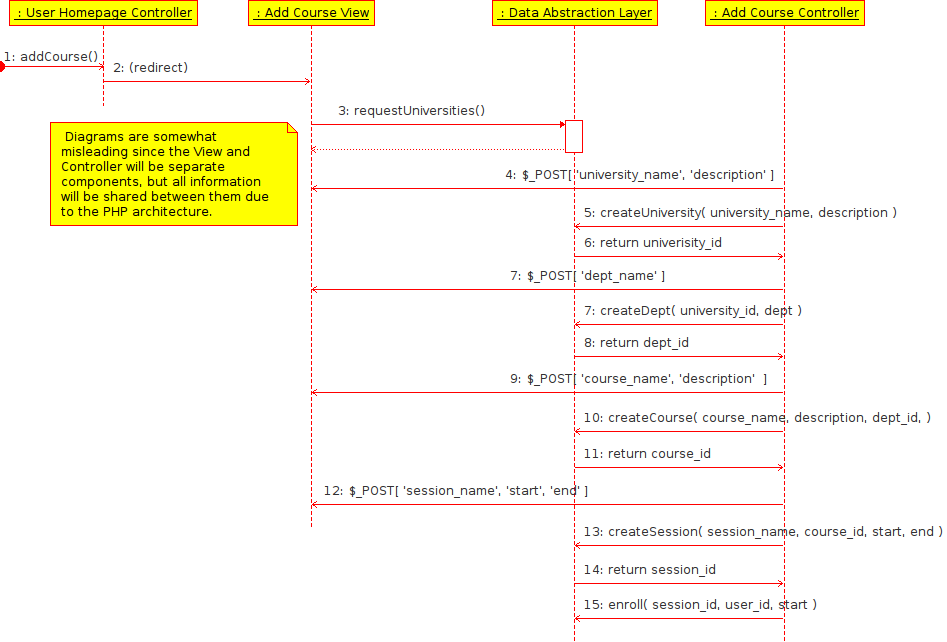 : User Homepage Controller
: Add Course View
: Data Abstraction Layer
: Add Course Controller
1: addCourse()
2: (redirect)
3: requestUniversities()
Diagrams are somewhat
misleading since the View and
Controller will be separate
components, but all information
will be shared between them due
to the PHP architecture.
4: $_POST[ 'university_name', 'description' ]
5: createUniversity( university_name, description )
6: return univerisity_id
7: $_POST[ 'dept_name' ]
7: createDept( university_id, dept )
8: return dept_id
9: $_POST[ 'course_name', 'description'  ]
10: createCourse( course_name, description, dept_id, )
11: return course_id
12: $_POST[ 'session_name', 'start', 'end' ]
13: createSession( session_name, course_id, start, end )
14: return session_id
15: enroll( session_id, user_id, start )